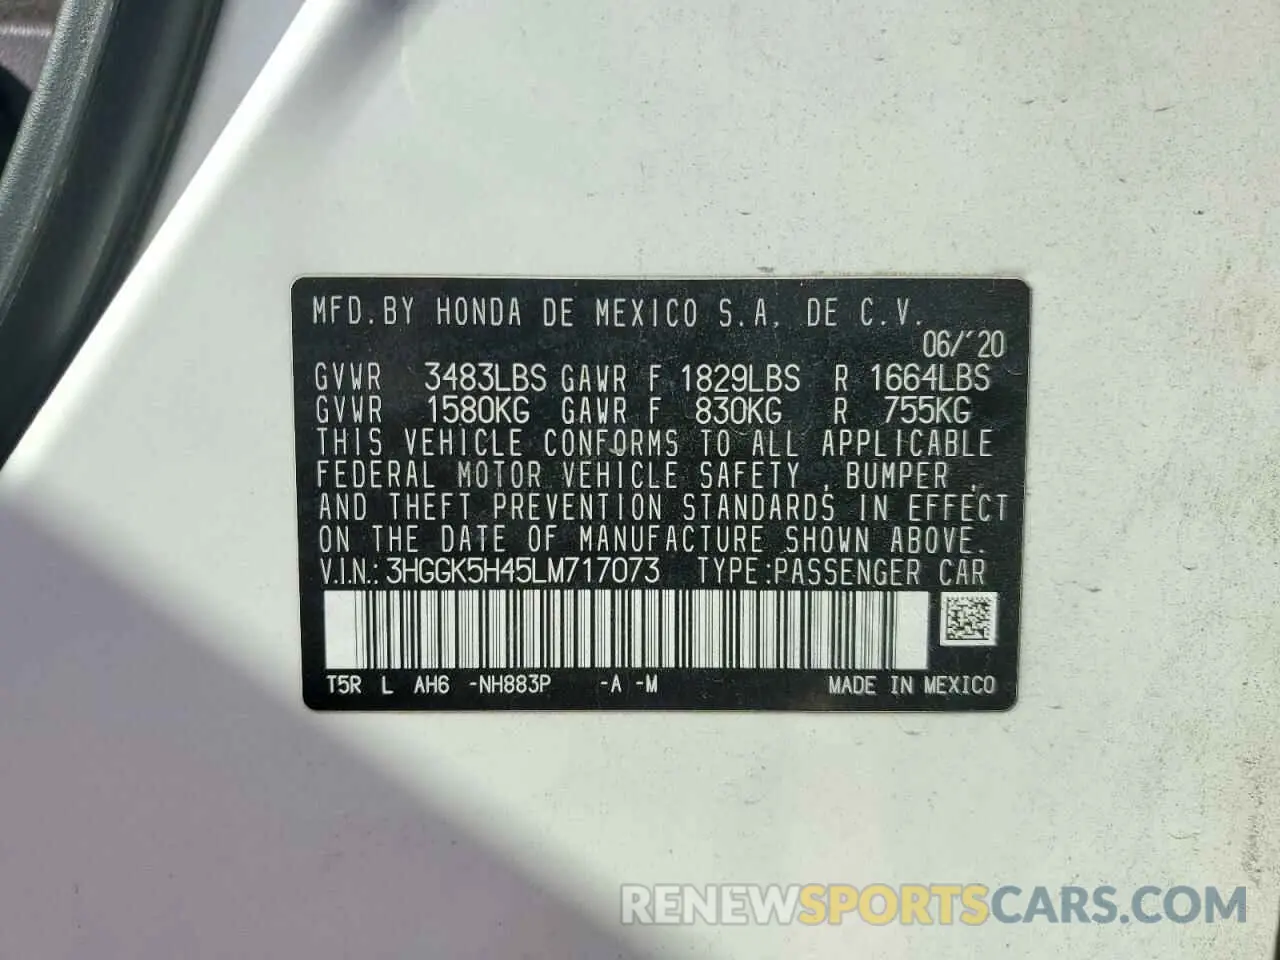 MFD. BY HONDA DE MEXICO S.A. DE C.V.
06/'20
GVWR 3483LBS GAWR F 1829LBS R 1664LBS
GVWR 1580KG GAWR F 830KG R 755KG
THIS VEHICLE CONFORMS TO ALL APPLICABLE
FEDERAL MOTOR VEHICLE SAFETY , BUMPER ,
AND THEFT PREVENTION STANDARDS IN EFFECT
ON THE DATE OF MANUFACTURE SHOWN ABOVE.
V.I.N.: 3HGGK5H45LM717073 TYPE:PASSENGER CAR
T5R L AH6 -NH883P -A -M MADE IN MEXICO
RENEWSPORTSCARS.COM